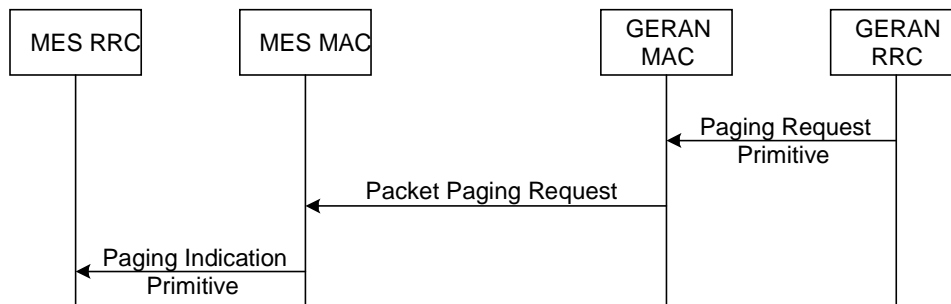 MES RRC
MES MAC
GERAN
MAC
GERAN
RRC
Paging Request
Primitive
Packet Paging Request
Paging Indication
Primitive